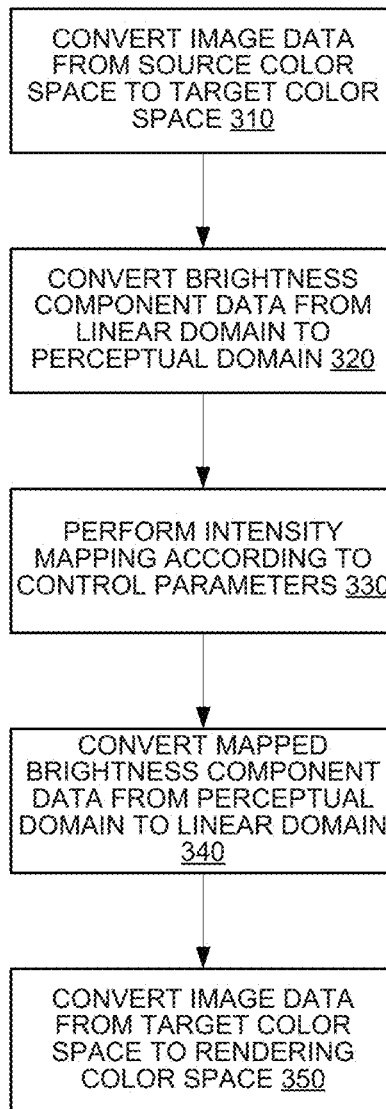 CONVERT IMAGE DATA
FROM SOURCE COLOR
SPACE TO TARGET COLOR
SPACE 310
CONVERT BRIGHTNESS
COMPONENT DATA FROM
LINEAR DOMAIN TO
PERCEPTUAL DOMAIN 320
PERFORM INTENSITY
MAPPING ACCORDING TO
CONTROL PARAMETERS 330
CONVERT MAPPED
BRIGHTNESS COMPONENT
DATA FROM PERCEPTUAL
DOMAIN TO LINEAR DOMAIN
340
CONVERT IMAGE DATA
FROM TARGET COLOR
SPACE TO RENDERING
COLOR SPACE 350